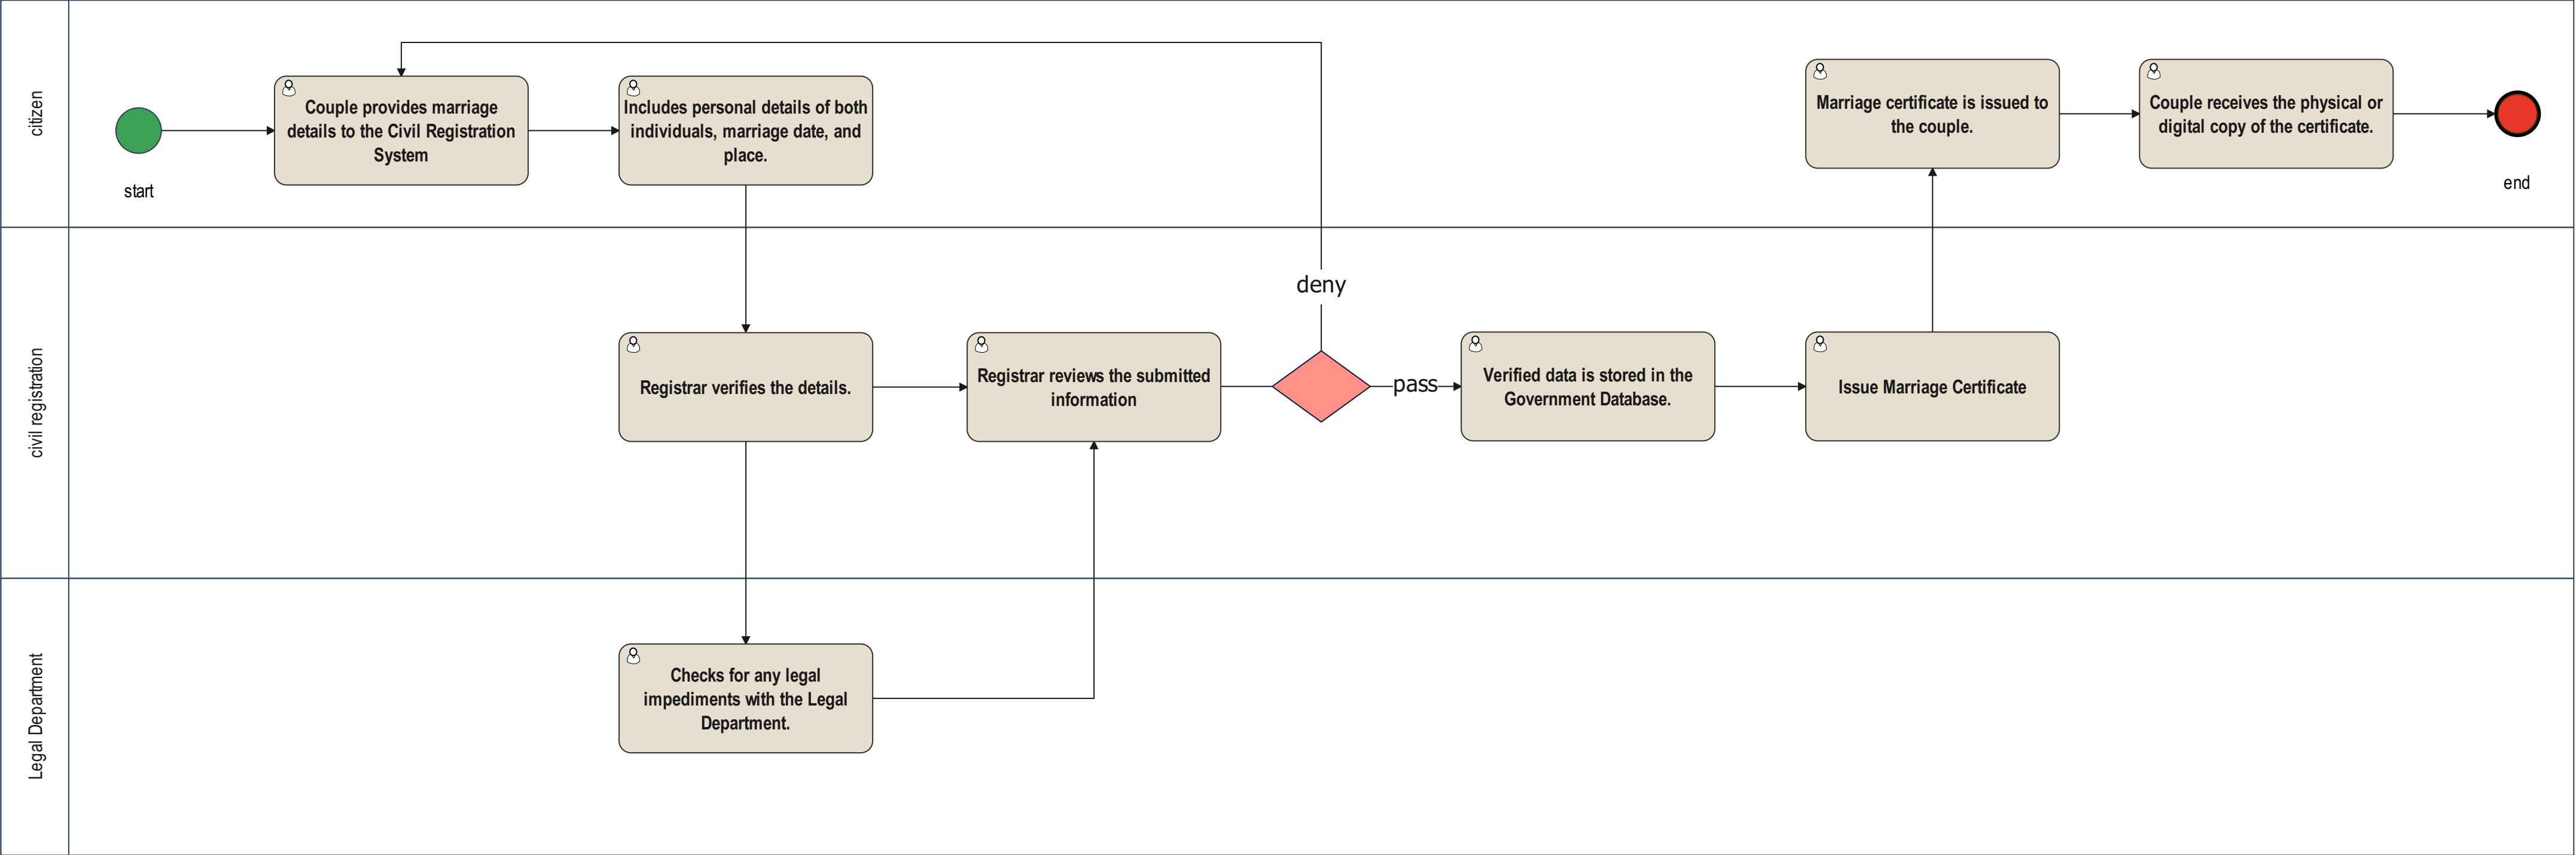 citizen
start
Couple provides marriage
details to the Civil Registration
System
Includes personal details of both
individuals, marriage date, and
place.
Marriage certificate is issued to
the couple.
Couple receives the physical or
digital copy of the certificate.
end
civil registration
deny
Registrar verifies the details.
Registrar reviews the submitted
information
pass
Verified data is stored in the
Government Database.
Issue Marriage Certificate
Legal Department
Checks for any legal
impediments with the Legal
Department.